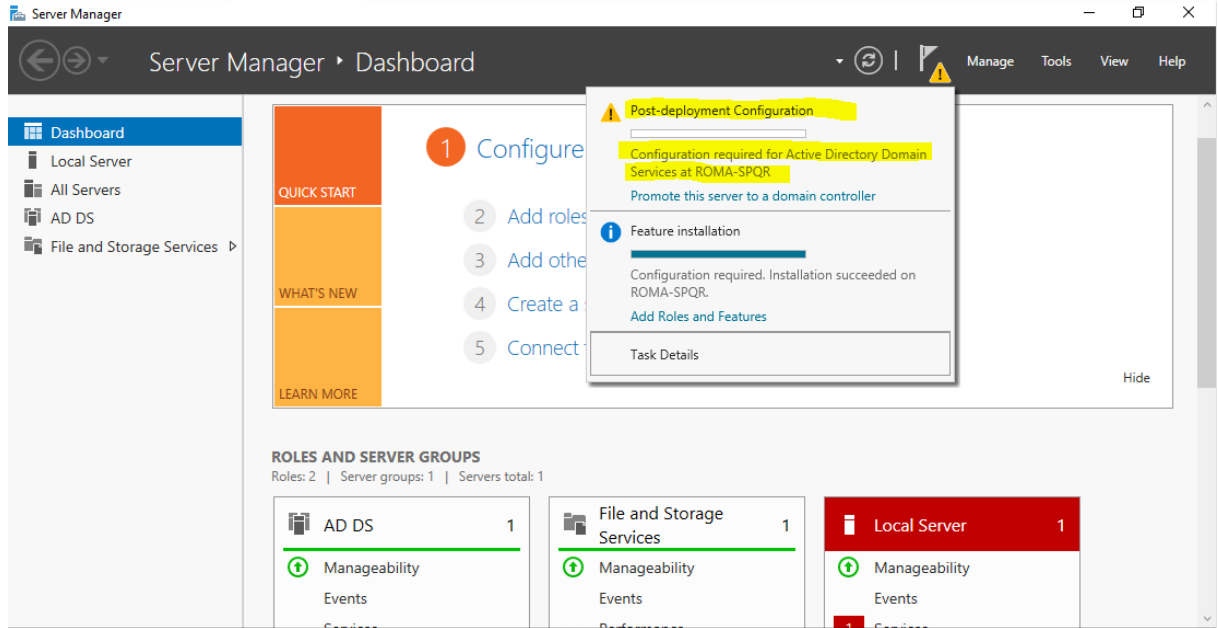 Server Manager
Server Manager ‣ Dashboard
Manage Tools View Help
Dashboard
Local Server
All Servers
AD DS
File and Storage Services
QUICK START
WHAT'S NEW
LEARN MORE
1 Configure
2 Add roles
3 Add othe
4 Create a
5 Connect
Hide
Post-deployment Configuration
Configuration required for Active Directory Domain
Services at ROMA-SPQR
Promote this server to a domain controller
Feature installation
Configuration required. Installation succeeded on
ROMA-SPQR.
Add Roles and Features
Task Details
ROLES AND SERVER GROUPS
Roles: 2 | Server groups: 1 | Servers total: 1
AD DS 1
Manageability
Events
Services
File and Storage
Services 1
Manageability
Events
Performance
Local Server 1
Manageability
Events
1 Services